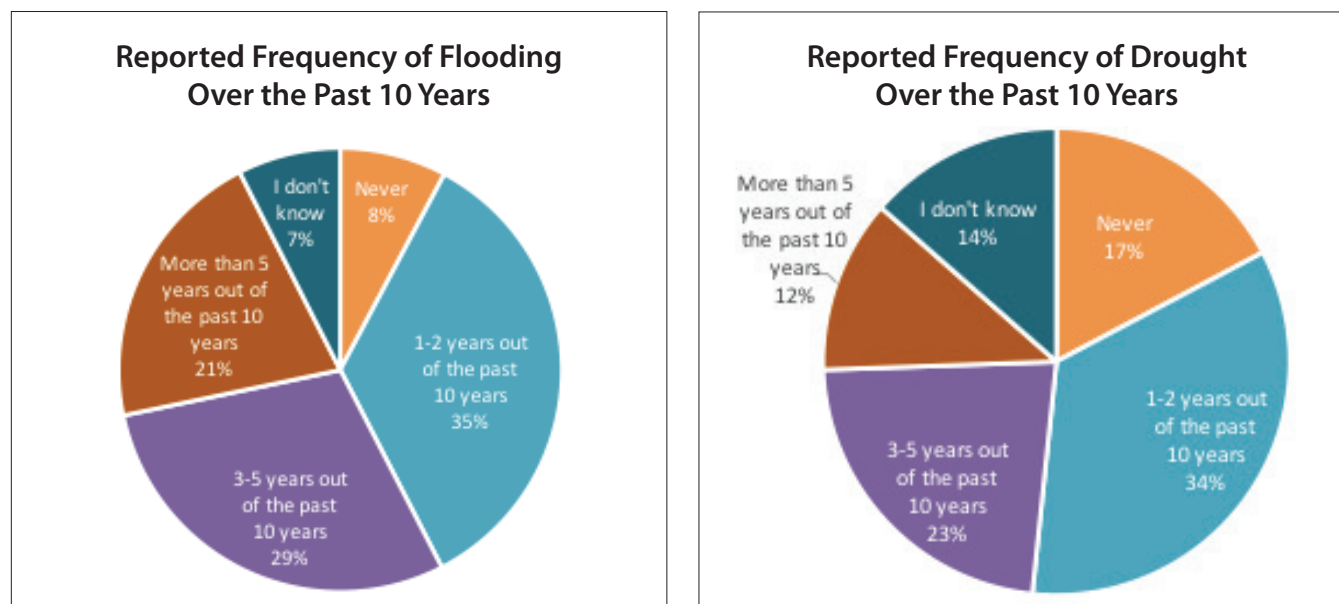 Reported Frequency of Flooding
Over the Past 10 Years
I don't
know
7%
Never
8%
More than 5
years out of
the past 10
years
21%
1-2 years out
of the past
10 years
35%
3-5 years out
of the past
10 years
29%
Reported Frequency of Drought
Over the Past 10 Years
More than 5
years out of
the past 10
years
12%
I don't know
14%
Never
17%
1-2 years out
of the past
10 years
34%
3-5 years out
of the past
10 years
23%